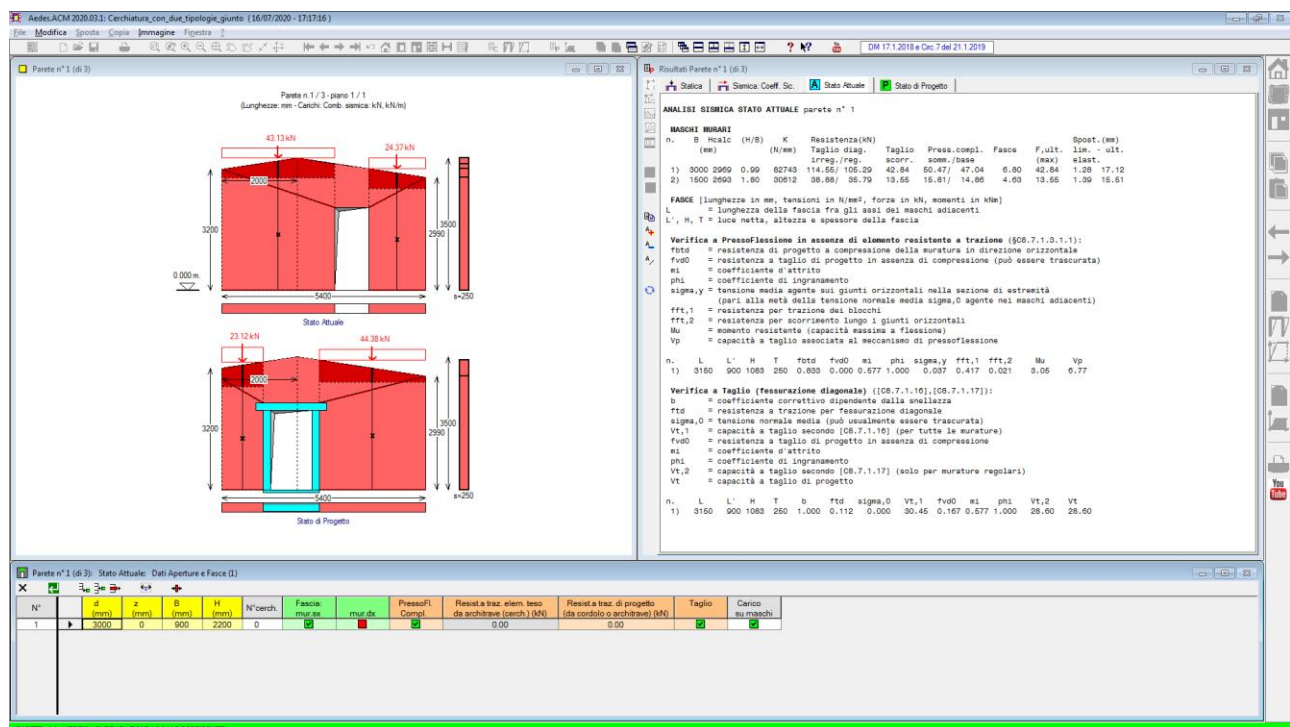 Aedes.ACM 2020.03.1: Cerchiatura_con_due_tipologie_giunto (16/07/2020 - 17:17:16)
File Modifica Sposta Copia Immagine Finestra ?
DM 17.1.2018 e Circ.7 del 21.1.2019
Parete n° 1 (di 3)
Parete n.1 / 3 - piano 1 / 1
(Lunghezze: mm - Carichi: Comb. sismica: kN, kN/m)
43.13 kN
24.37 kN
2000
3200
3500
2990
0.000 m.
5400
s=250
Stato Attuale
23.12 kN
44.38 kN
2000
3200
3500
2990
5400
s=250
Stato di Progetto
Risultati Parete n° 1 (di 3)
Statica Sismica: Coeff. Sic. A Stato Attuale P Stato di Progetto
ANALISI SISMICA STATO ATTUALE parete n° 1
MASCHI MURARI
n. B Hcalc (H/B) K Resistenza(kN) Spost.(mm)
(mm) (N/mm) Taglio diag. Taglio Press.compl. Fasce F,ult. lim. - ult.
irreg./reg. scorr. somm./base (max) elast.
1) 3000 2969 0.99 82743 114.55/ 105.29 42.84 50.47/ 47.04 6.80 42.84 1.28 17.12
2) 1500 2693 1.80 30612 38.88/ 35.79 13.55 15.81/ 14.86 4.63 13.55 1.39 15.51
FASCE [lunghezze in mm, tensioni in N/mm², forze in kN, momenti in kNm]
L = lunghezza della fascia fra gli assi dei maschi adiacenti
L', H, T = luce netta, altezza e spessore della fascia
Verifica a PressoFlessione in assenza di elemento resistente a trazione (§C8.7.1.3.1.1):
fbtd = resistenza di progetto a compressione della muratura in direzione orizzontale
fvd0 = resistenza a taglio di progetto in assenza di compressione (può essere trascurata)
mi = coefficiente d'attrito
phi = coefficiente di ingranamento
sigma,y = tensione media agente sui giunti orizzontali nella sezione di estremità
(pari alla metà della tensione normale media sigma,0 agente nei maschi adiacenti)
fft,1 = resistenza per trazione dei blocchi
fft,2 = resistenza per scorrimento lungo i giunti orizzontali
Mu = momento resistente (capacità massima a flessione)
Vp = capacità a taglio associata al meccanismo di pressoflessione
n. L L' H T fbtd fvd0 mi phi sigma,y fft,1 fft,2 Mu Vp
1) 3150 900 1083 250 0.833 0.000 0.577 1.000 0.037 0.417 0.021 3.05 6.77
Verifica a Taglio (fessurazione diagonale) ([C8.7.1.16],[C8.7.1.17]):
b = coefficiente correttivo dipendente dalla snellezza
ftd = resistenza a trazione per fessurazione diagonale
sigma,0 = tensione normale media (può usualmente essere trascurata)
Vt,1 = capacità a taglio secondo [C8.7.1.16] (per tutte le murature)
fvd0 = resistenza a taglio di progetto in assenza di compressione
mi = coefficiente d'attrito
phi = coefficiente di ingranamento
Vt,2 = capacità a taglio secondo [C8.7.1.17] (solo per murature regolari)
Vt = capacità a taglio di progetto
n. L L' H T b ftd sigma,0 Vt,1 fvd0 mi phi Vt,2 Vt
1) 3150 900 1083 250 1.000 0.112 0.000 30.45 0.167 0.577 1.000 28.60 28.60
You
Tube
Parete n° 1 (di 3): Stato Attuale: Dati Aperture e Fasce (1)
N° d (mm) z (mm) B (mm) H (mm) N°cerch. Fascia: mur.sx mur.dx PressoFl. Compl. Resist.a traz. elem. teso da architrave (cerch.) (kN) Resist.a traz. di progetto (da cordolo o architrave) (kN) Taglio Carico su maschi
1 3000 0 900 2200 0 0.00 0.00